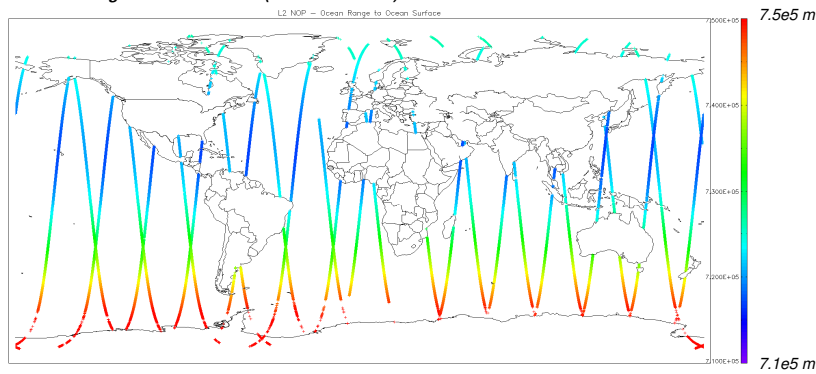 L2 NOP — Ocean Range to Ocean Surface
7.5e5 m
7.500E+05
7.400E+05
7.300E+05
7.200E+05
7.100E+05
7.1e5 m